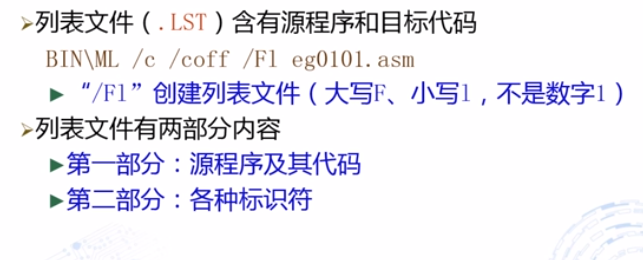 ➢列表文件（.LST）含有源程序和目标代码
BIN\ML /c /coff /Fl eg0101.asm
▶“/Fl”创建列表文件（大写F、小写l，不是数字1）
➢列表文件有两部分内容
▶第一部分：源程序及其代码
▶第二部分：各种标识符